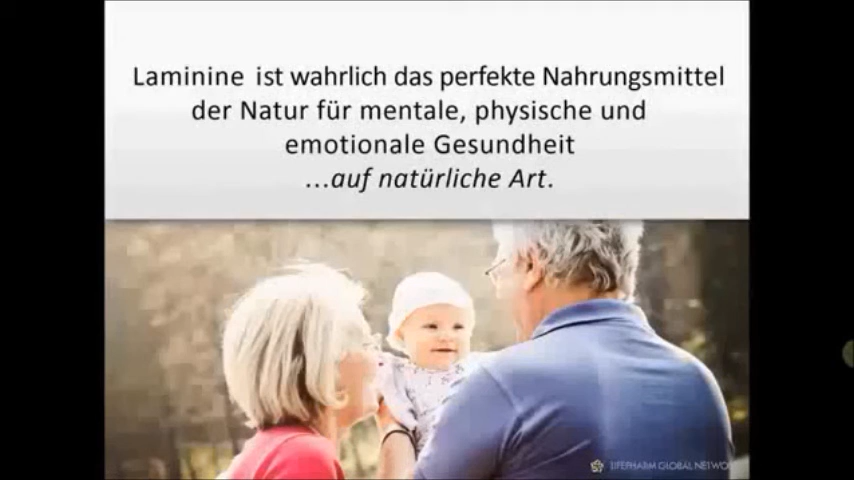 Laminine ist wahrlich das perfekte Nahrungsmittel
der Natur für mentale, physische und
emotionale Gesundheit
...auf natürliche Art.
LIFEPHARM GLOBAL NETWO